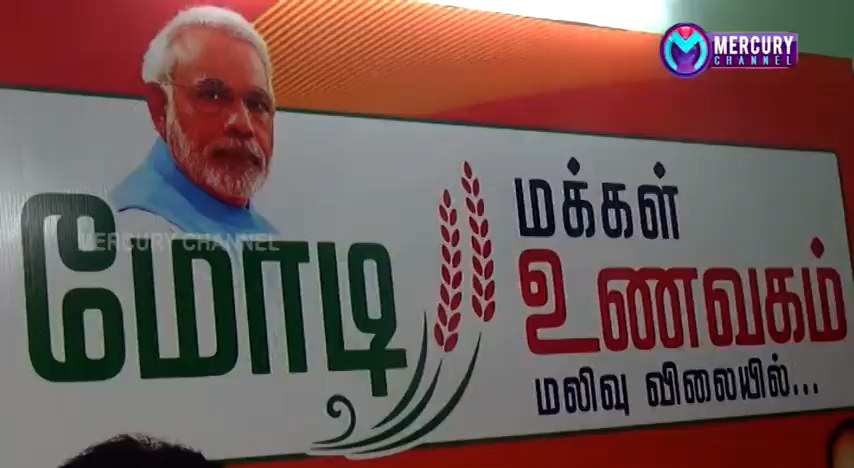 MERCURY
CHANNEL
மோடி
MERCURY CHANNEL
மக்கள்
உணவகம்
மலிவு விலையில்...